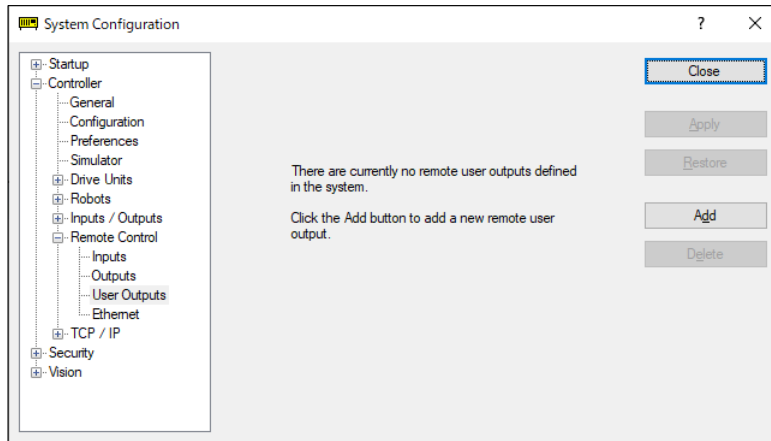 System Configuration
?
Startup
Controller
General
Configuration
Preferences
Simulator
Drive Units
Robots
Inputs / Outputs
Remote Control
Inputs
Outputs
User Outputs
Ethernet
TCP / IP
Security
Vision
There are currently no remote user outputs defined
in the system.
Click the Add button to add a new remote user
output.
Close
Apply
Restore
Add
Delete